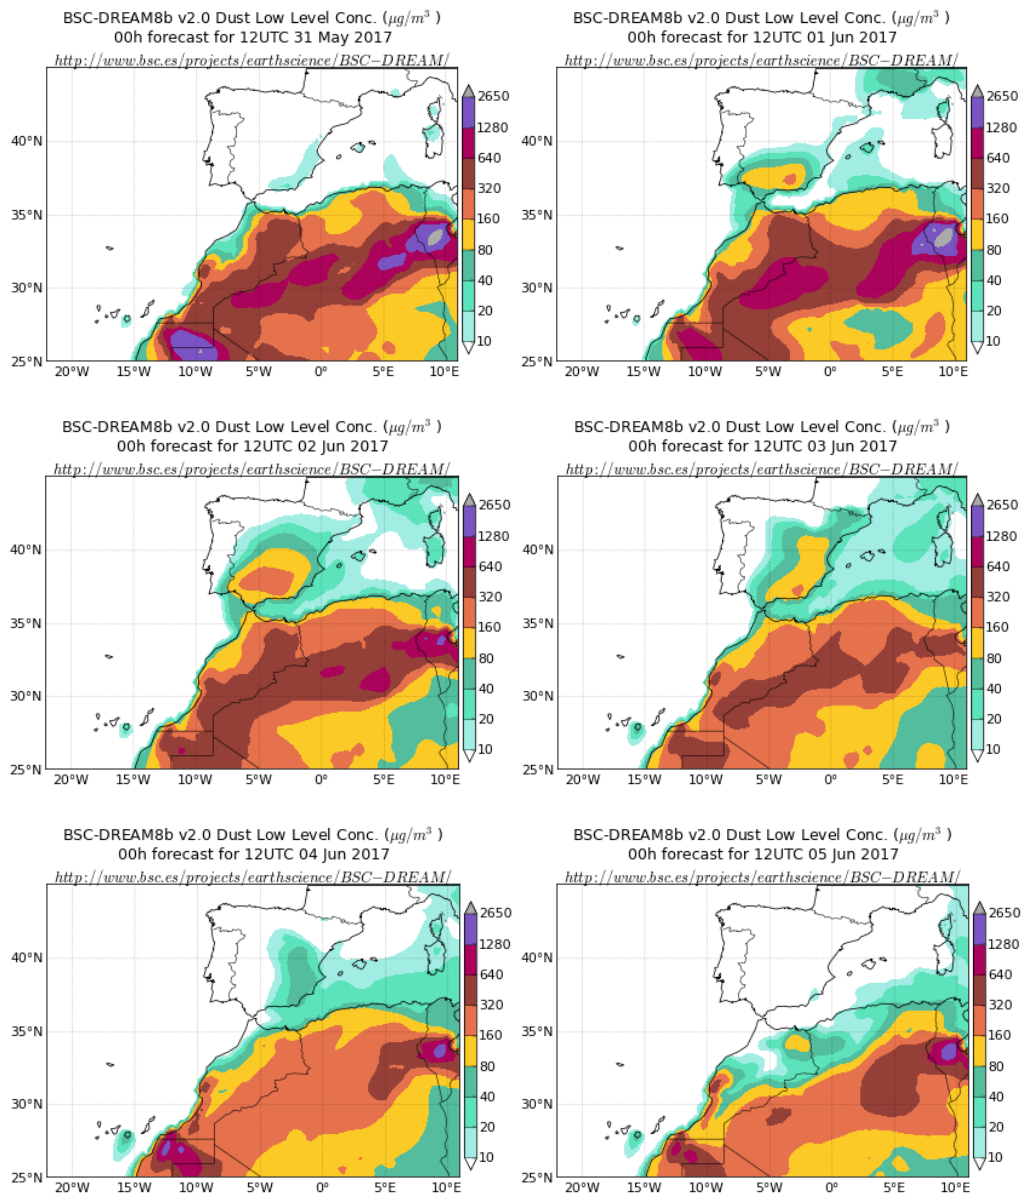 BSC-DREAM8b v2.0 Dust Low Level Conc. (μg/m³ )
00h forecast for 12UTC 31 May 2017
http://www.bsc.es/projects/earthscience/BSC−DREAM/
40°N
35°N
30°N
25°N
20°W 15°W 10°W 5°W 0° 5°E 10°E
2650
1280
640
320
160
80
40
20
10
BSC-DREAM8b v2.0 Dust Low Level Conc. (μg/m³ )
00h forecast for 12UTC 01 Jun 2017
http://www.bsc.es/projects/earthscience/BSC−DREAM/
40°N
35°N
30°N
25°N
20°W 15°W 10°W 5°W 0° 5°E 10°E
2650
1280
640
320
160
80
40
20
10
BSC-DREAM8b v2.0 Dust Low Level Conc. (μg/m³ )
00h forecast for 12UTC 02 Jun 2017
http://www.bsc.es/projects/earthscience/BSC−DREAM/
40°N
35°N
30°N
25°N
20°W 15°W 10°W 5°W 0° 5°E 10°E
2650
1280
640
320
160
80
40
20
10
BSC-DREAM8b v2.0 Dust Low Level Conc. (μg/m³ )
00h forecast for 12UTC 03 Jun 2017
http://www.bsc.es/projects/earthscience/BSC−DREAM/
40°N
35°N
30°N
25°N
20°W 15°W 10°W 5°W 0° 5°E 10°E
2650
1280
640
320
160
80
40
20
10
BSC-DREAM8b v2.0 Dust Low Level Conc. (μg/m³ )
00h forecast for 12UTC 04 Jun 2017
http://www.bsc.es/projects/earthscience/BSC−DREAM/
40°N
35°N
30°N
25°N
20°W 15°W 10°W 5°W 0° 5°E 10°E
2650
1280
640
320
160
80
40
20
10
BSC-DREAM8b v2.0 Dust Low Level Conc. (μg/m³ )
00h forecast for 12UTC 05 Jun 2017
http://www.bsc.es/projects/earthscience/BSC−DREAM/
40°N
35°N
30°N
25°N
20°W 15°W 10°W 5°W 0° 5°E 10°E
2650
1280
640
320
160
80
40
20
10